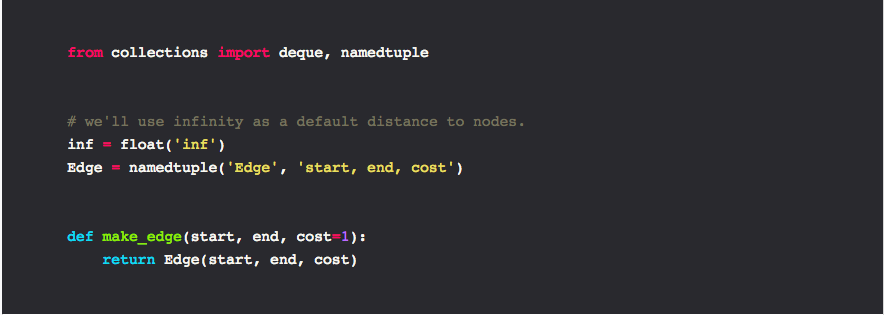 from collections import deque, namedtuple
# we'll use infinity as a default distance to nodes.
inf = float('inf')
Edge = namedtuple('Edge', 'start, end, cost')
def make_edge(start, end, cost=1):
    return Edge(start, end, cost)